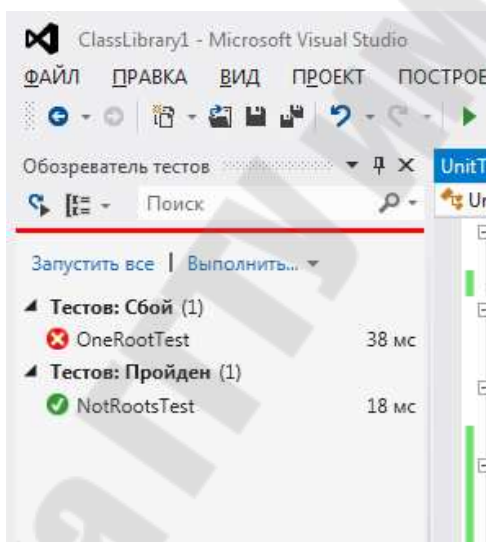 ClassLibrary1 - Microsoft Visual Studio
ФАЙЛ ПРАВКА ВИД ПРОЕКТ ПОСТРОЕ
Обозреватель тестов
UnitT
Поиск
Un
Запустить все | Выполнить...
Тестов: Сбой (1)
OneRootTest 38 мс
Тестов: Пройден (1)
NotRootsTest 18 мс